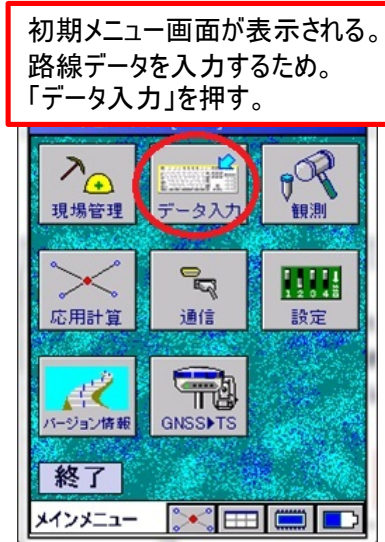 初期メニュー画面が表示される。
路線データを入力するため。
「データ入力」を押す。
現場管理
データ入力
観測
応用計算
通信
設定
バージョン情報
GNSS▶TS
終了
メインメニュー